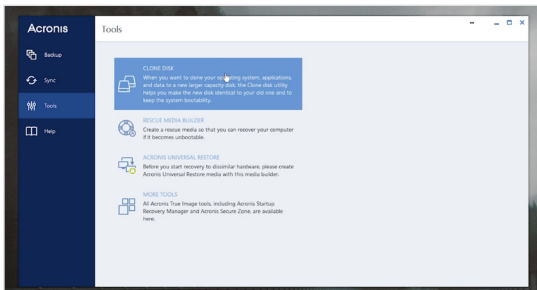 Acronis
Tools
Backup
Sync
Tools
Help
CLONE DISK
When you want to clone your operating system, applications,
and data to a new larger capacity disk, the Clone disk utility
helps you make the new disk identical to your old one and to
keep the system bootability.
RESCUE MEDIA BUILDER
Create a rescue media so that you can recover your computer
if it becomes unbootable.
ACRONIS UNIVERSAL RESTORE
Before you start recovery to dissimilar hardware, please create
Acronis Universal Restore media with this media builder.
MORE TOOLS
All Acronis True Image tools, including Acronis Startup
Recovery Manager and Acronis Secure Zone, are available
here.